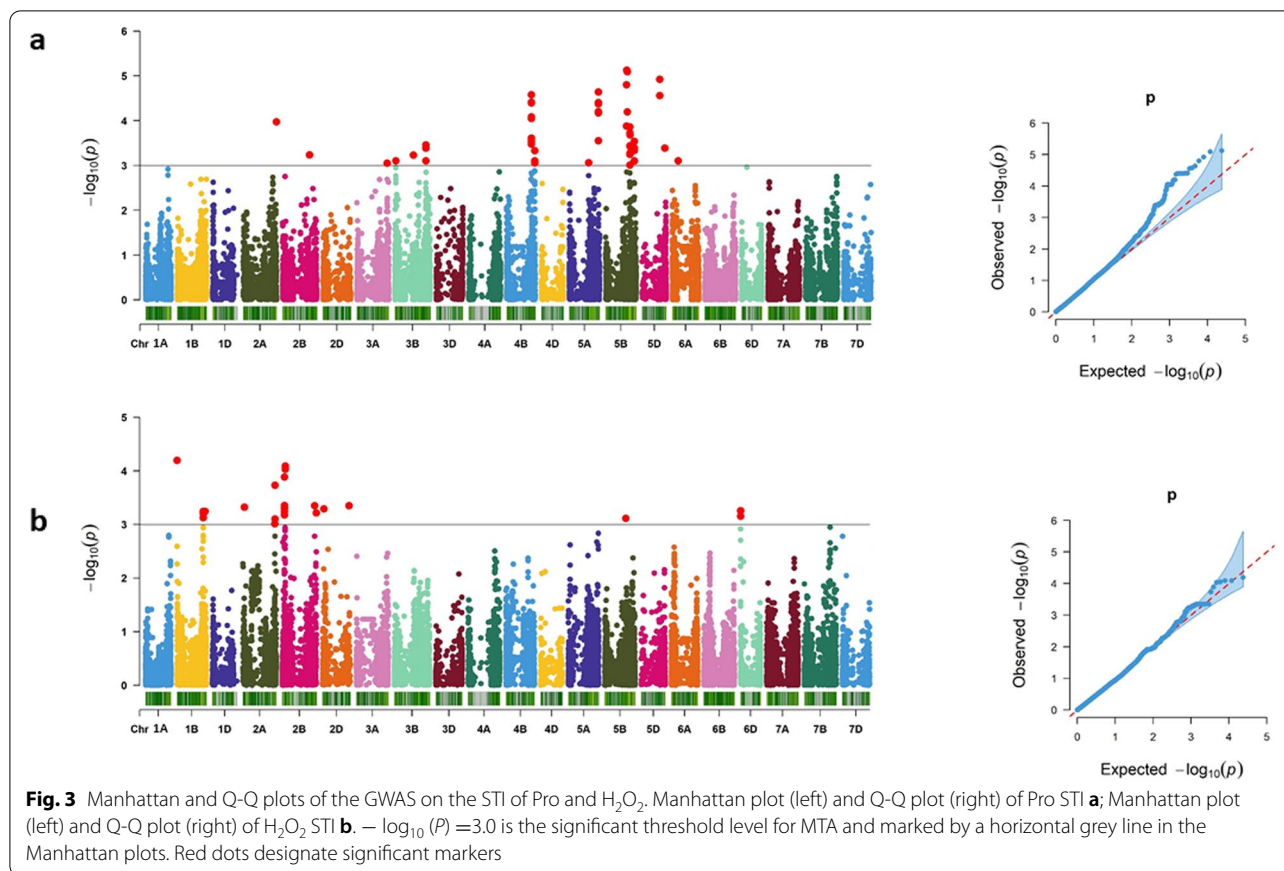 a
6
5
4
3
2
1
0
−log₁₀(p)
Chr 1A 1B 1D 2A 2B 2D 3A 3B 3D 4A 4B 4D 5A 5B 5D 6A 6B 6D 7A 7B 7D
p
6
5
4
3
2
1
0
Observed −log₁₀(p)
0 1 2 3 4 5
Expected −log₁₀(p)
b
5
4
3
2
1
0
−log₁₀(p)
Chr 1A 1B 1D 2A 2B 2D 3A 3B 3D 4A 4B 4D 5A 5B 5D 6A 6B 6D 7A 7B 7D
p
6
5
4
3
2
1
0
Observed −log₁₀(p)
0 1 2 3 4 5
Expected −log₁₀(p)
Fig. 3 Manhattan and Q-Q plots of the GWAS on the STI of Pro and H₂O₂. Manhattan plot (left) and Q-Q plot (right) of Pro STI a; Manhattan plot
(left) and Q-Q plot (right) of H₂O₂ STI b. − log₁₀ (P) =3.0 is the significant threshold level for MTA and marked by a horizontal grey line in the
Manhattan plots. Red dots designate significant markers